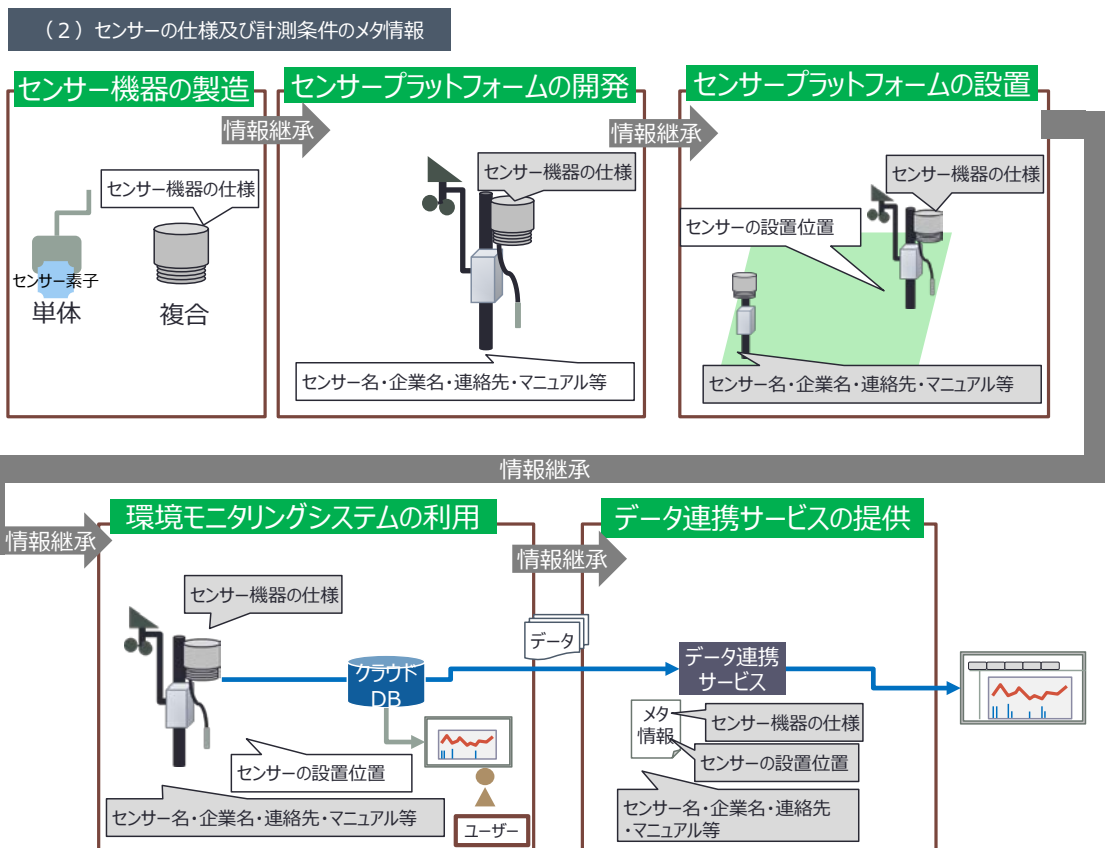 （2）センサーの仕様及び計測条件のメタ情報
センサー機器の製造
センサープラットフォームの開発
センサープラットフォームの設置
情報継承
情報継承
センサー機器の仕様
センサー素子
単体
複合
センサー機器の仕様
センサー名・企業名・連絡先・マニュアル等
センサー機器の仕様
センサーの設置位置
センサー名・企業名・連絡先・マニュアル等
情報継承
環境モニタリングシステムの利用
データ連携サービスの提供
情報継承
情報継承
センサー機器の仕様
データ
クラウド
DB
センサーの設置位置
センサー名・企業名・連絡先・マニュアル等
ユーザー
データ連携
サービス
メタ
情報
センサー機器の仕様
センサーの設置位置
センサー名・企業名・連絡先
・マニュアル等